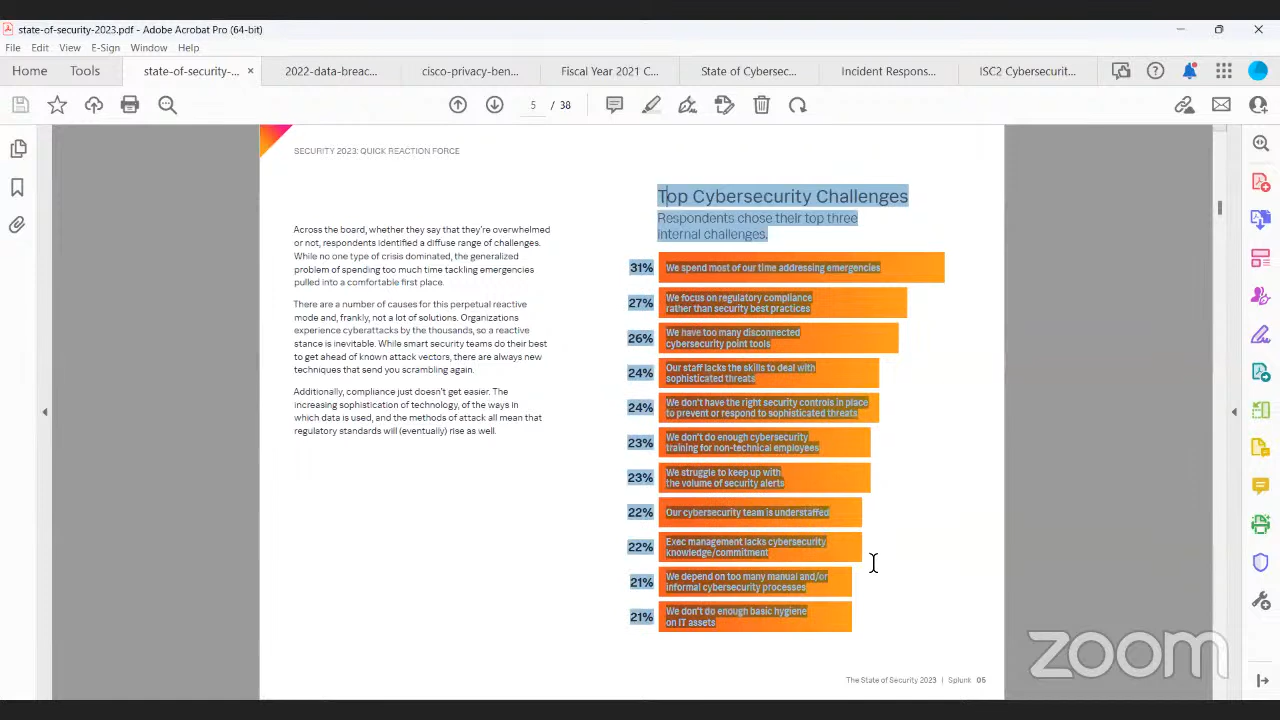 state-of-security-2023.pdf - Adobe Acrobat Pro (64-bit)
File Edit View E-Sign Window Help
Home Tools state-of-security-... × 2022-data-breac... cisco-privacy-ben... Fiscal Year 2021 C... State of Cybersec... Incident Respons... ISC2 Cybersecurit...
5 / 38
SECURITY 2023: QUICK REACTION FORCE
Across the board, whether they say that they're overwhelmed
or not, respondents identified a diffuse range of challenges.
While no one type of crisis dominated, the generalized
problem of spending too much time tackling emergencies
pulled into a comfortable first place.
There are a number of causes for this perpetual reactive
mode and, frankly, not a lot of solutions. Organizations
experience cyberattacks by the thousands, so a reactive
stance is inevitable. While smart security teams do their best
to get ahead of known attack vectors, there are always new
techniques that send you scrambling again.
Additionally, compliance just doesn't get easier. The
increasing sophistication of technology, of the ways in
which data is used, and the methods of attack all mean that
regulatory standards will (eventually) rise as well.
Top Cybersecurity Challenges
Respondents chose their top three
internal challenges.
31% We spend most of our time addressing emergencies
27% We focus on regulatory compliance
rather than security best practices
26% We have too many disconnected
cybersecurity point tools
24% Our staff lacks the skills to deal with
sophisticated threats
24% We don't have the right security controls in place
to prevent or respond to sophisticated threats
23% We don't do enough cybersecurity
training for non-technical employees
23% We struggle to keep up with
the volume of security alerts
22% Our cybersecurity team is understaffed
22% Exec management lacks cybersecurity
knowledge/commitment
21% We depend on too many manual and/or
informal cybersecurity processes
21% We don't do enough basic hygiene
on IT assets
The State of Security 2023 | Splunk 05
zoom